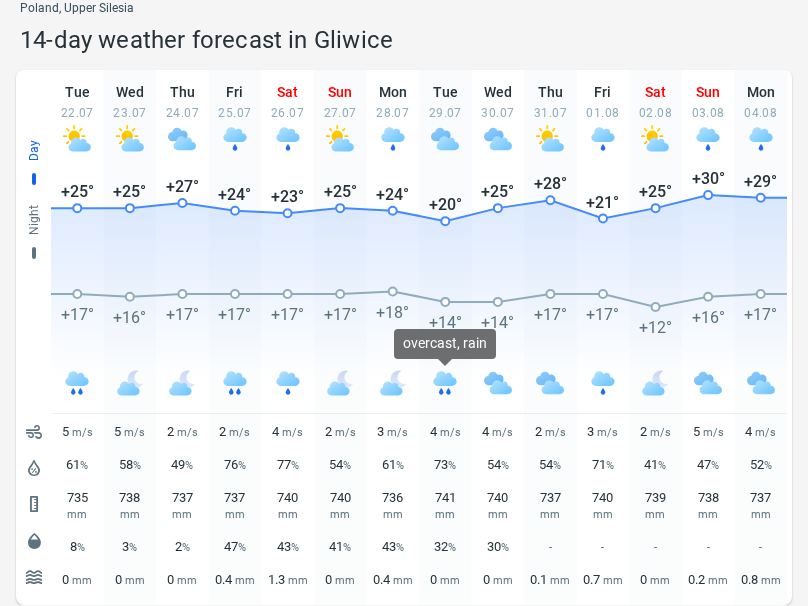 Poland, Upper Silesia
14-day weather forecast in Gliwice
Tue Wed Thu Fri Sat Sun Mon Tue Wed Thu Fri Sat Sun Mon
22.07 23.07 24.07 25.07 26.07 27.07 28.07 29.07 30.07 31.07 01.08 02.08 03.08 04.08
Day
+25° +25° +27° +24° +23° +25° +24° +20° +25° +28° +21° +25° +30° +29°
Night
+17° +16° +17° +17° +17° +17° +18° +14° +14° +17° +17° +12° +16° +17°
overcast, rain
5 m/s 5 m/s 2 m/s 2 m/s 4 m/s 2 m/s 3 m/s 4 m/s 4 m/s 2 m/s 3 m/s 2 m/s 5 m/s 4 m/s
61% 58% 49% 76% 77% 54% 61% 73% 54% 54% 71% 41% 47% 52%
735 738 737 737 740 740 736 741 740 737 740 739 738 737
mm mm mm mm mm mm mm mm mm mm mm mm mm mm
8% 3% 2% 47% 43% 41% 43% 32% 30% - - - - -
0 mm 0 mm 0 mm 0.4 mm 1.3 mm 0 mm 0.4 mm 0 mm 0 mm 0.1 mm 0.7 mm 0 mm 0.2 mm 0.8 mm